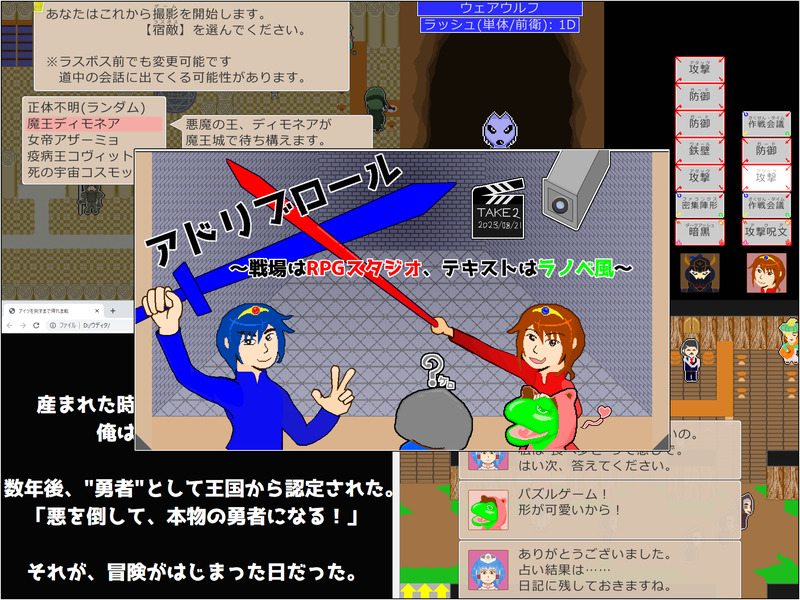 あなたはこれから撮影を開始します。
【宿敵】を選んでください。
※ラスボス前でも変更可能です
道中の会話に出てくる可能性があります。
正体不明(ランダム)
魔王ディモネア
女帝アザーミョ
疫病王コヴィット
死の宇宙コスモッ
悪魔の王、ディモネアが
魔王城で待ち構えます。
ウェアウルフ
ラッシュ(単体/前衛): 1D
攻撃
防御
防御
鉄壁
攻撃
密集陣形
暗黒
作戦会議
防御
攻撃
作戦会議
攻撃呪文
アドリブロール
TAKE2
2023/08/21
～戦場はRPGスタジオ、テキストはラノベ風～
?
ケロ
産まれた時
俺は
数年後、"勇者"として王国から認定された。
「悪を倒して、本物の勇者になる！」
それが、冒険がはじまった日だった。
いの。
はい次、答えてください。
パズルゲーム！
形が可愛いから！
ありがとうございました。
占い結果は……
日記に残しておきますね。